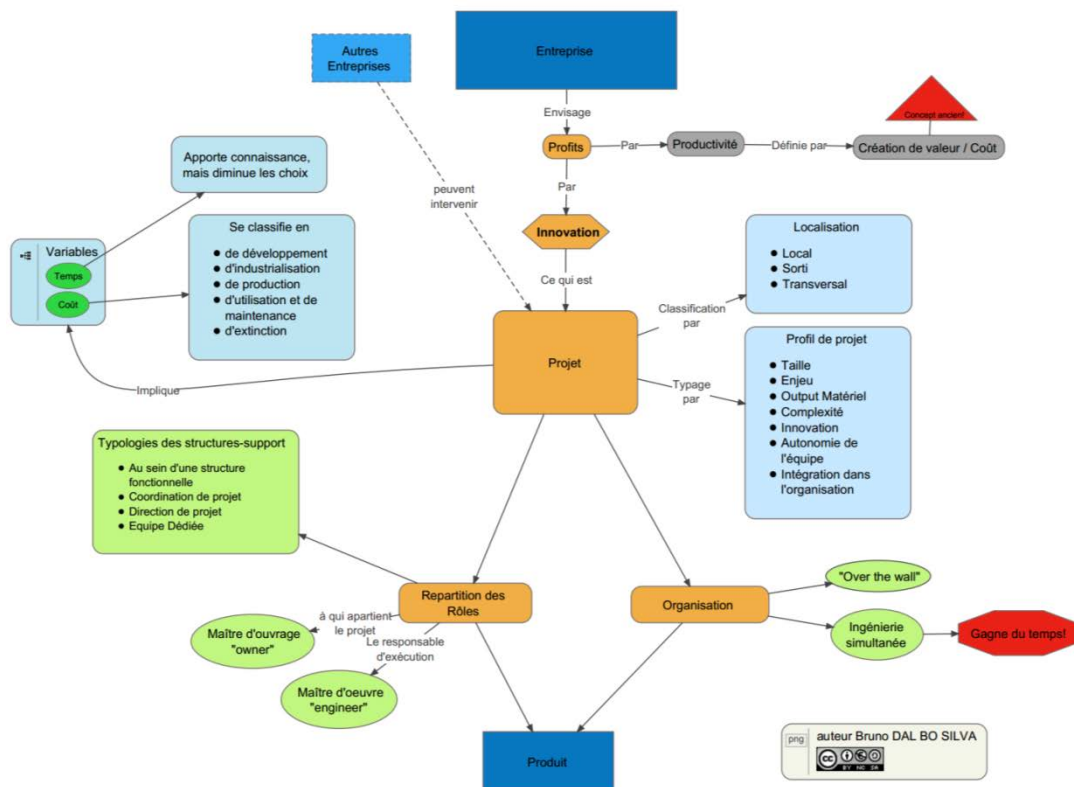 Autres
Entreprises
Entreprise
Envisage
Concept ancien!
Profits
Par
Productivité
Définie par
Création de valeur / Coût
Apporte connaissance,
mais diminue les choix
peuvent
intervenir
Par
Innovation
Ce qui est
Variables
Temps
Coût
Se classifie en
● de développement
● d'industrialisation
● de production
● d'utilisation et de
maintenance
● d'extinction
Localisation
● Local
● Sorti
● Transversal
Classification
par
Projet
Implique
Typage
par
Profil de projet
● Taille
● Enjeu
● Output Matériel
● Complexité
● Innovation
● Autonomie de
l'équipe
● Intégration dans
l'organisation
Typologies des structures-support
● Au sein d'une structure
fonctionnelle
● Coordination de projet
● Direction de projet
● Equipe Dédiée
Repartition des
Rôles
Organisation
"Over the wall"
Ingénierie
simultanée
Gagne du temps!
à qui apartient
le projet
Maître d'ouvrage
"owner"
Le responsable
d'exècution
Maître d'oeuvre
"engineer"
Produit
png
auteur Bruno DAL BO SILVA
cc
BY NC SA